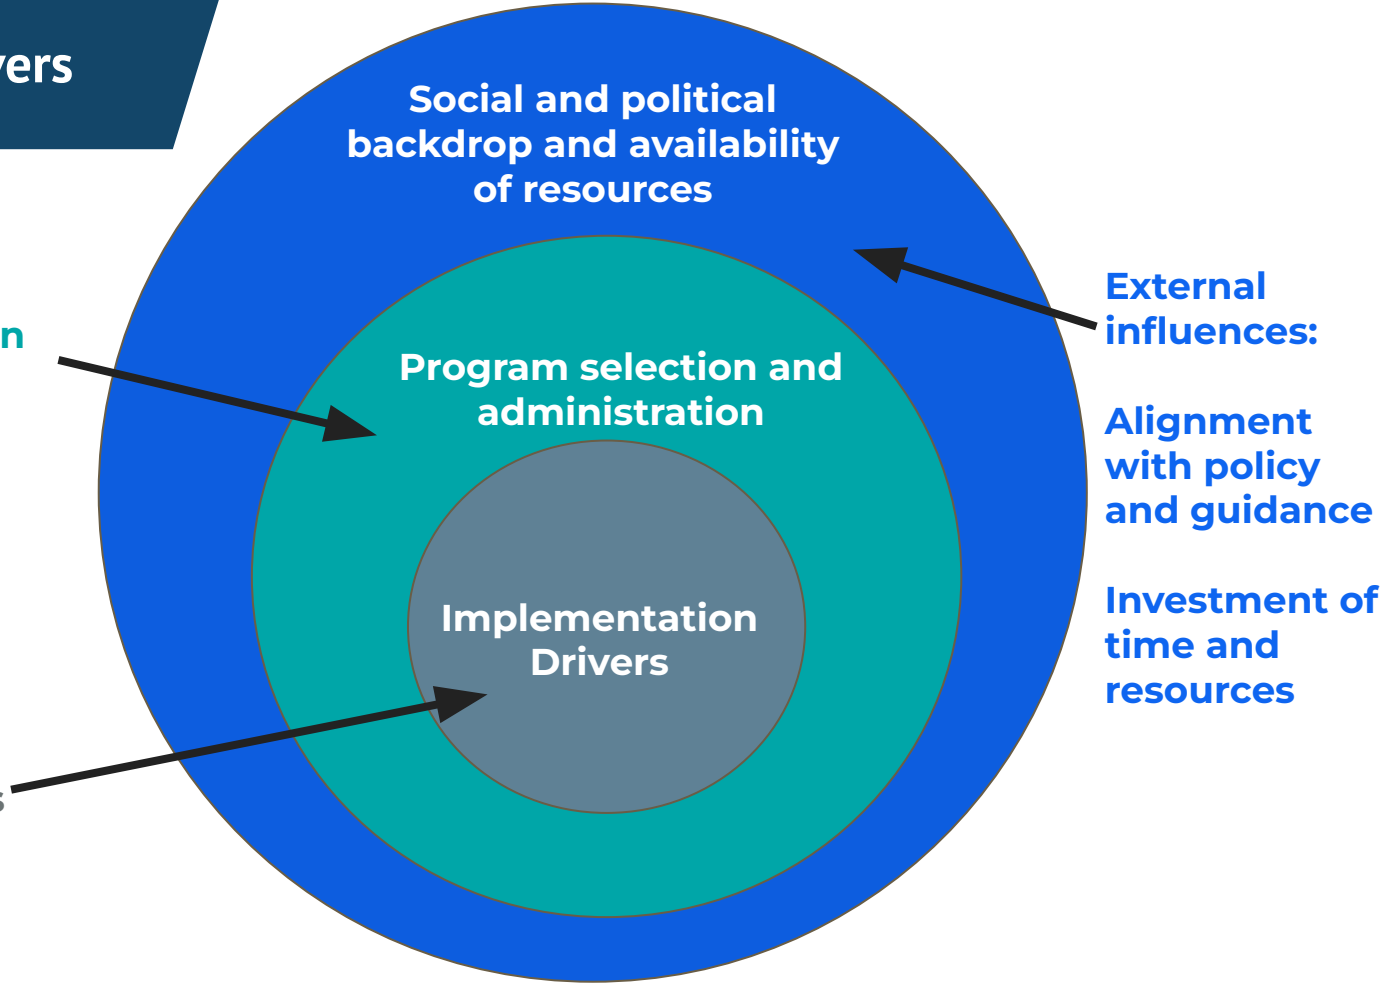 Social and political
backdrop and availability
of resources
Program selection and
administration
Implementation
Drivers
External
influences:
Alignment
with policy
and guidance
Investment of
time and
resources